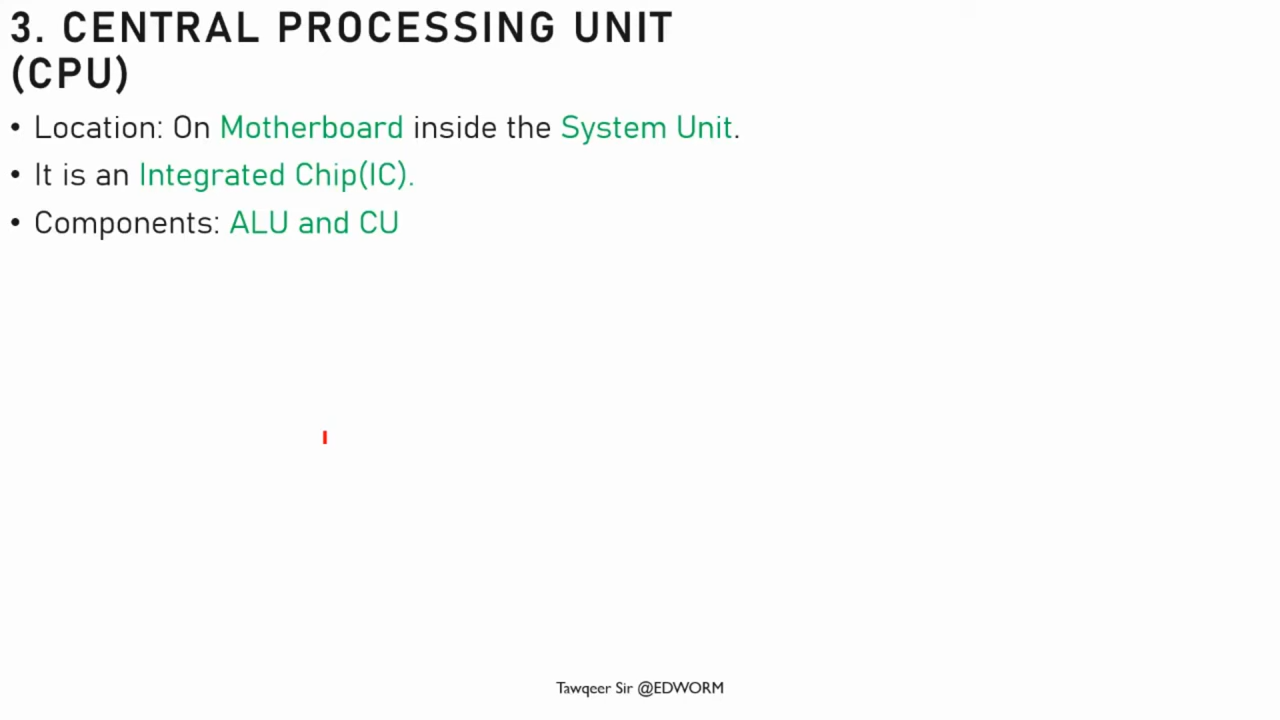 3. CENTRAL PROCESSING UNIT
(CPU)
• Location: On Motherboard inside the System Unit.
• It is an Integrated Chip(IC).
• Components: ALU and CU
Tawqeer Sir @EDWORM